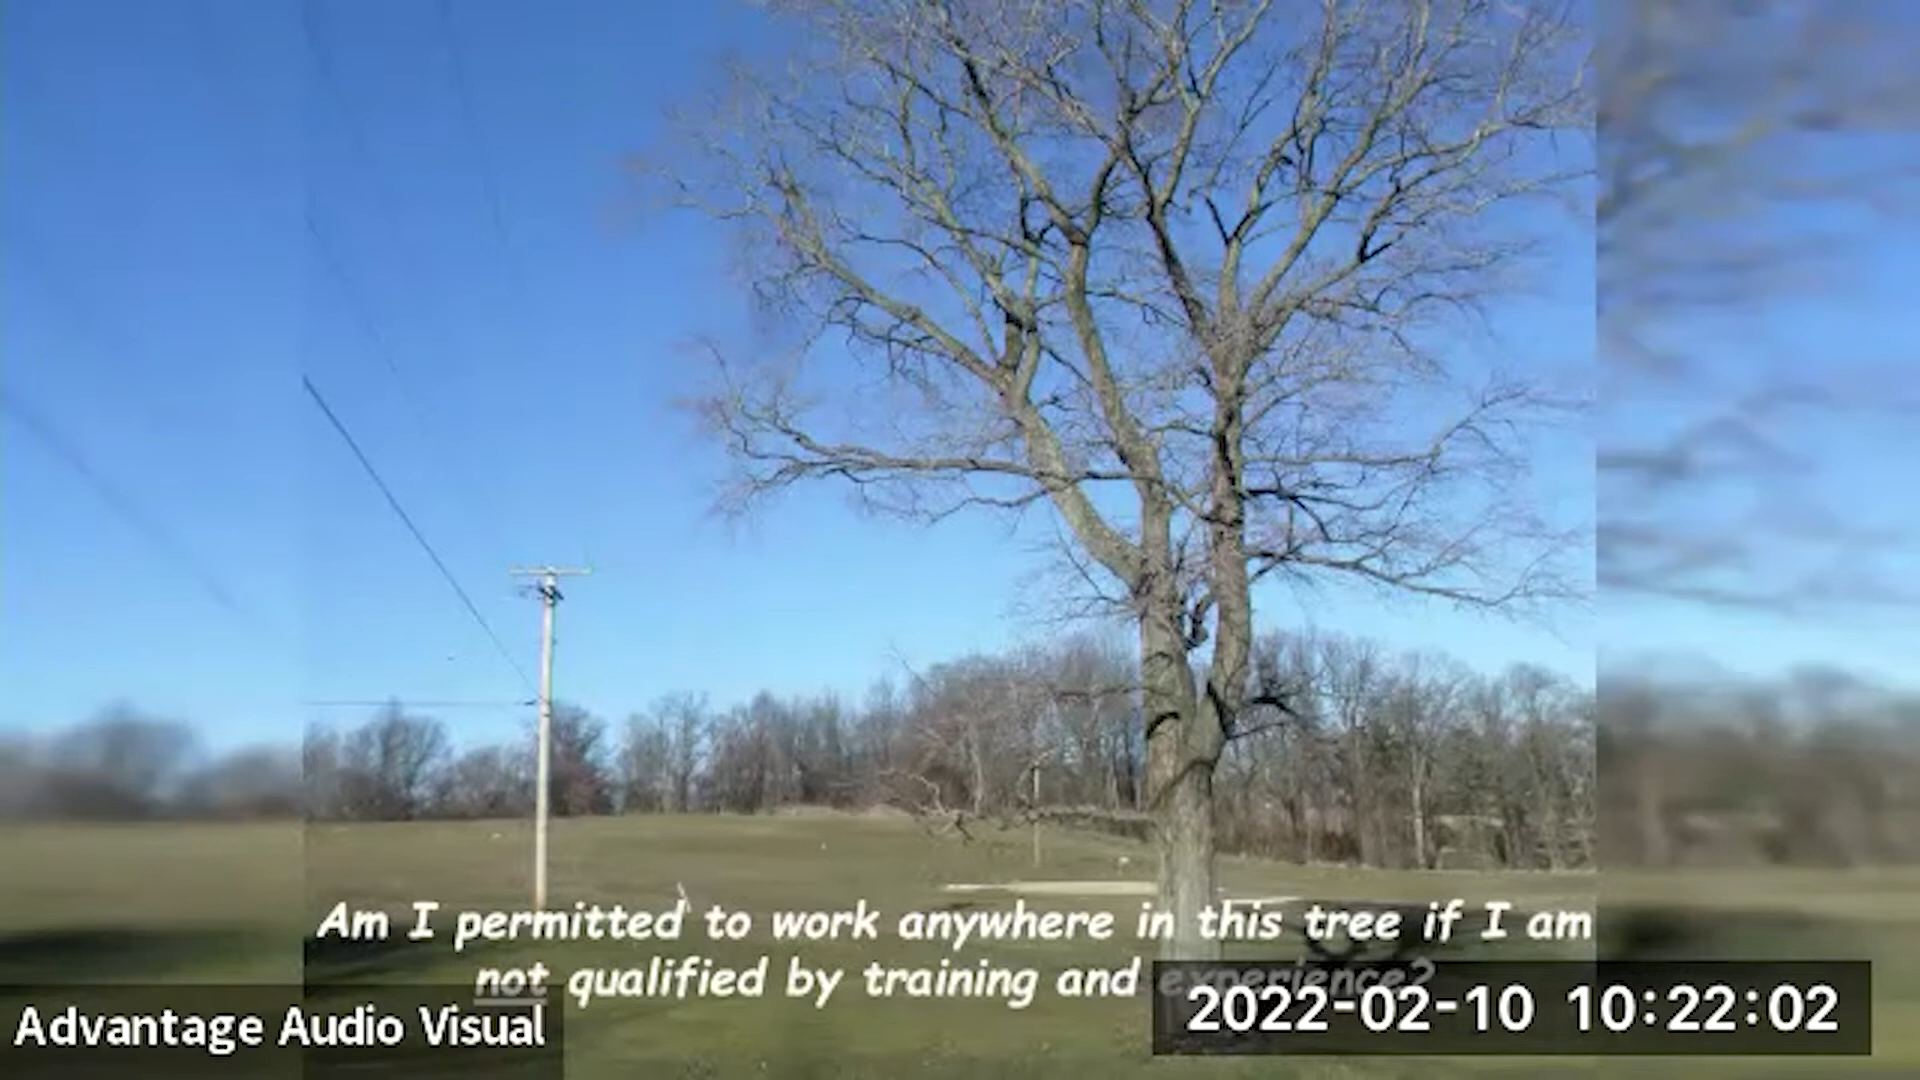 Am I permitted to work anywhere in this tree if I am
not qualified by training and experience?
Advantage Audio Visual
2022-02-10 10:22:02